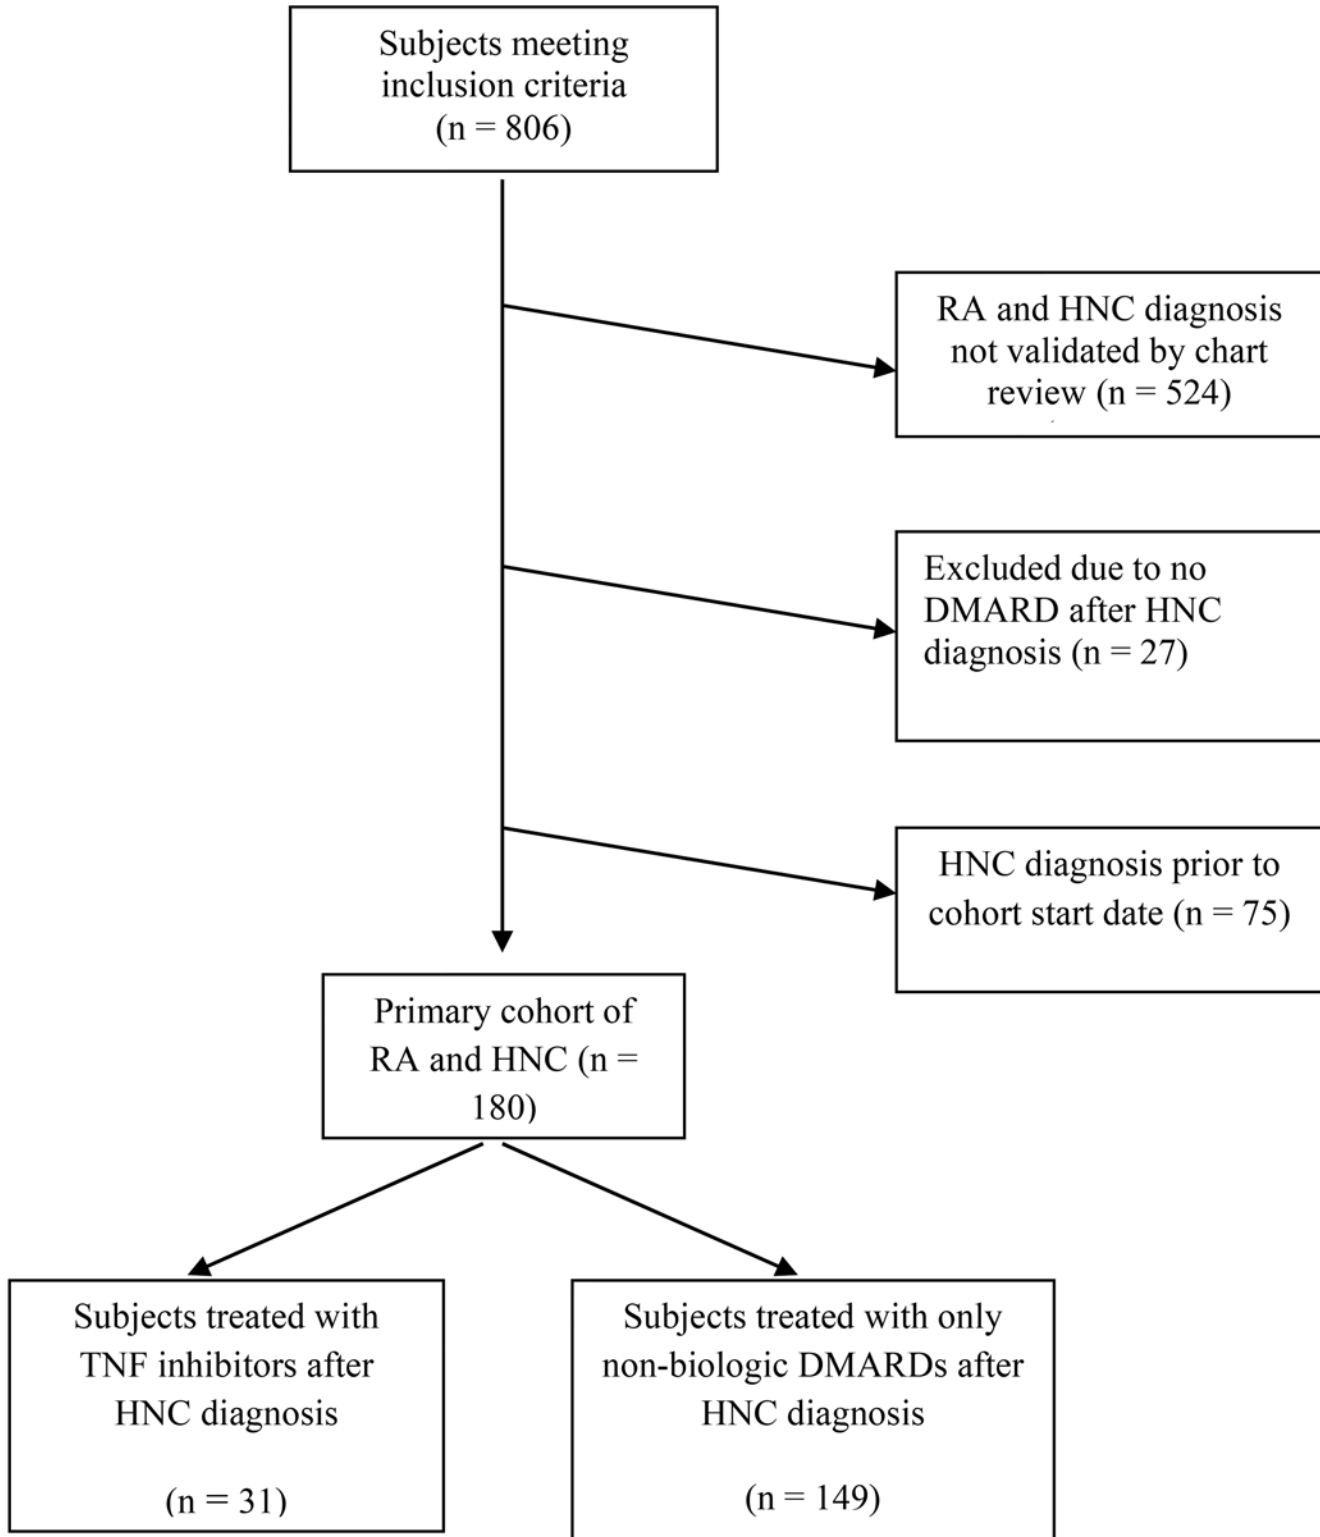 Subjects meeting
inclusion criteria
(n = 806)
RA and HNC diagnosis
not validated by chart
review (n = 524)
Excluded due to no
DMARD after HNC
diagnosis (n = 27)
HNC diagnosis prior to
cohort start date (n = 75)
Primary cohort of
RA and HNC (n =
180)
Subjects treated with
TNF inhibitors after
HNC diagnosis
(n = 31)
Subjects treated with only
non-biologic DMARDs after
HNC diagnosis
(n = 149)